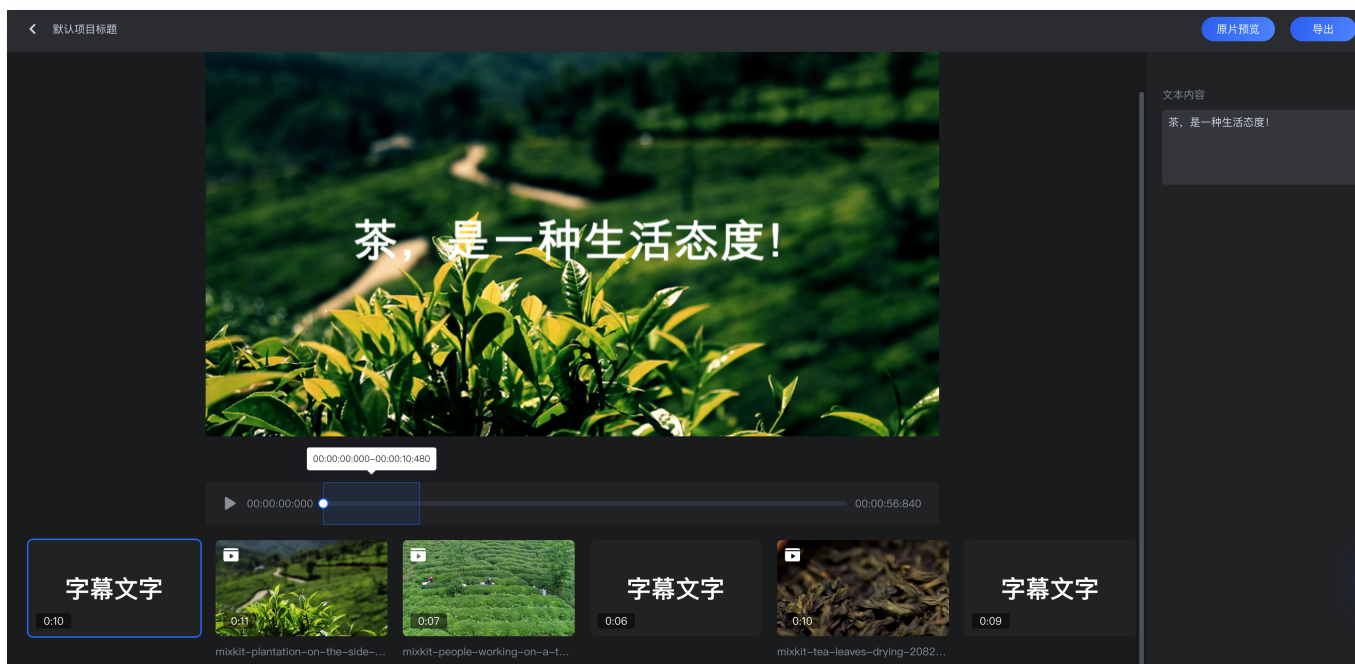 默认项目标题
原片预览
导出
文本内容
茶，是一种生活态度！
茶，是一种生活态度！
00:00:00:000-00:00:10:480
00:00:00:000
00:00:56:840
字幕文字
0:10
0:11
0:07
字幕文字
0:06
0:10
字幕文字
0:09
mixkit-plantation-on-the-side-...
mixkit-people-working-on-a-t...
mixkit-tea-leaves-drying-2082...